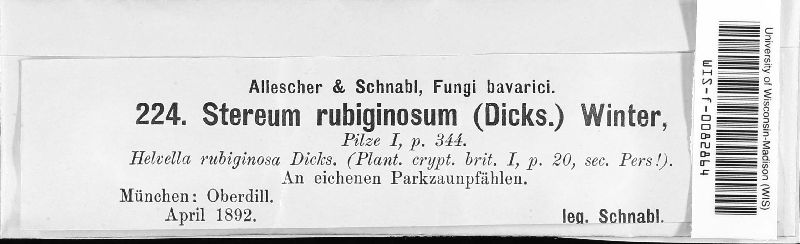 Allescher & Schnabl, Fungi bavarici.
224. Stereum rubiginosum (Dicks.) Winter,
Pilze I, p. 344.
Helvella rubiginosa Dicks. (Plant. crypt. brit. I, p. 20, sec. Pers!).
An eichenen Parkzaunpfählen.
München: Oberdill.
April 1892.
leg. Schnabl.
University of Wisconsin-Madison (WIS)
WIS-f-0082864